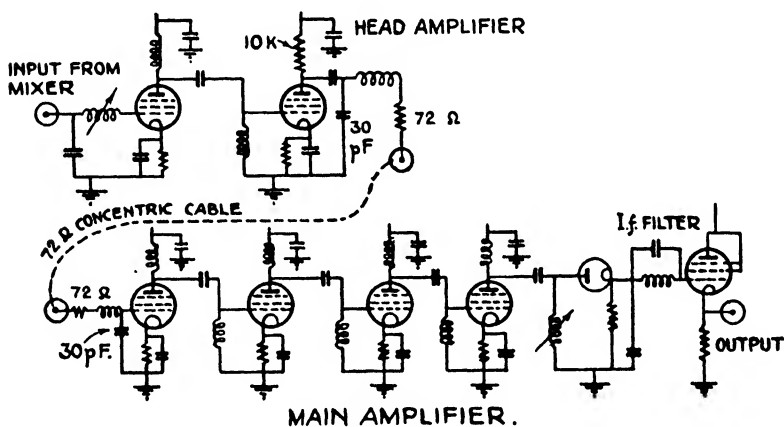 HEAD AMPLIFIER
10K
INPUT FROM
MIXER
30
pF
72 Ω
72 Ω CONCENTRIC CABLE
I.f. FILTER
72 Ω
30pF.
OUTPUT
MAIN AMPLIFIER.